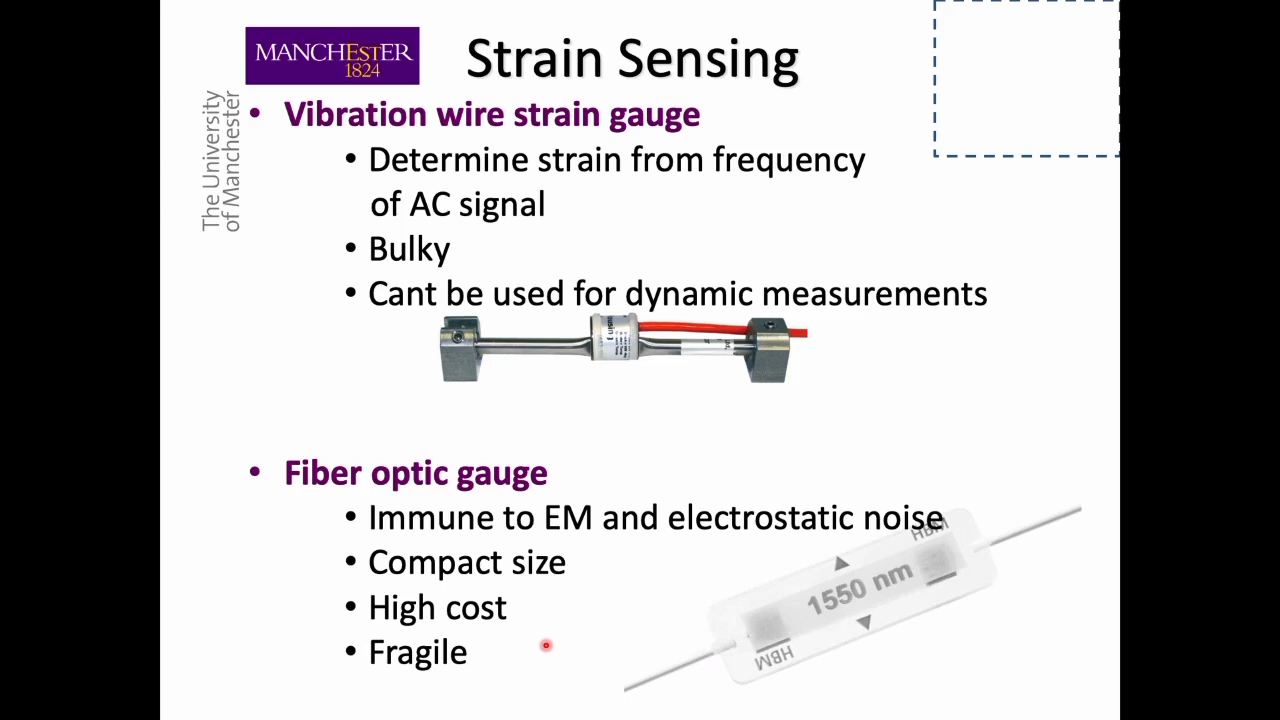 MANCHESTER
1824
The University
of Manchester
Strain Sensing
• Vibration wire strain gauge
• Determine strain from frequency
of AC signal
• Bulky
• Cant be used for dynamic measurements
• Fiber optic gauge
• Immune to EM and electrostatic noise
• Compact size
• High cost
• Fragile
HBM
1550 nm
HBM